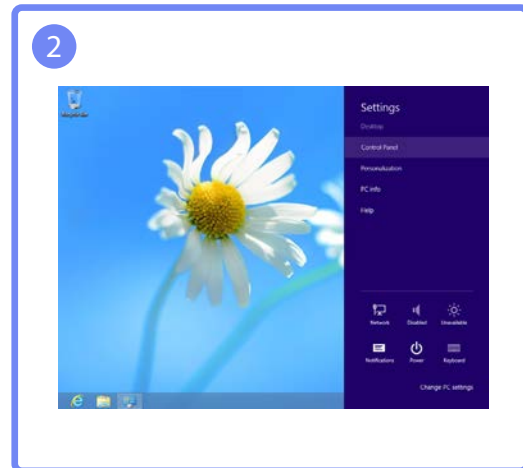 2
Settings
Desktop
Control Panel
Personalization
PC info
Help
Network Disabled Unavailable
Notifications Power Keyboard
Change PC settings